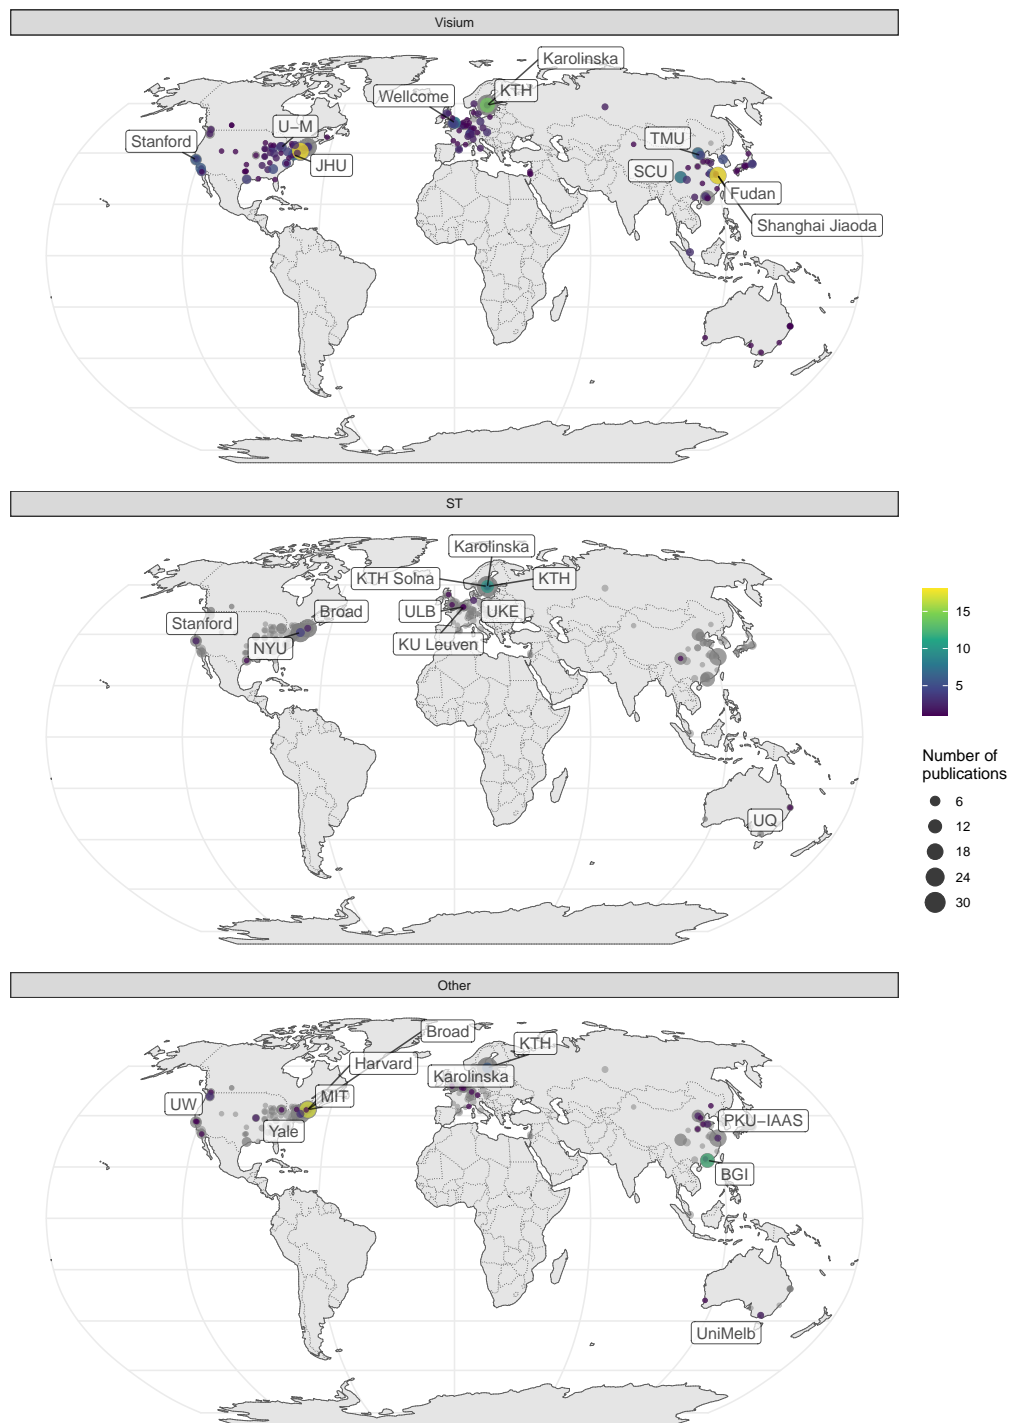 Visium
Karolinska
Wellcome
KTH
U−M
Stanford
JHU
TMU
SCU
Fudan
Shanghai Jiaoda
ST
Karolinska
KTH Solna
KTH
ULB
UKE
Broad
Stanford
NYU
KU Leuven
UQ
15
10
5
Number of
publications
6
12
18
24
30
Other
Broad
KTH
Harvard
Karolinska
MIT
UW
Yale
PKU−IAAS
BGI
UniMelb